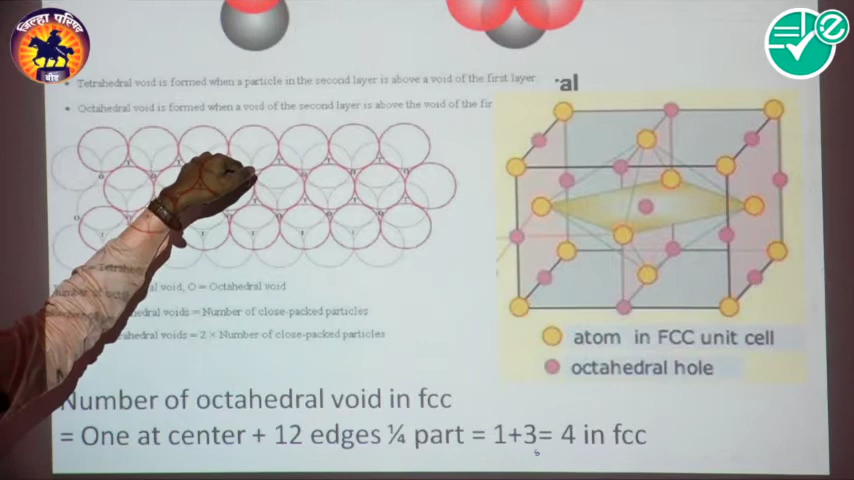 जिल्हा परिषद
बीड
e
ral
• Tetrahedral void is formed when a particle in the second layer is above a void of the first layer.
• Octahedral void is formed when a void of the second layer is above the void of the fir
al void, O = Octahedral void
hedral voids = Number of close-packed particles
ahedral voids = 2 × Number of close-packed particles
atom in FCC unit cell
octahedral hole
Number of octahedral void in fcc
= One at center + 12 edges ¼ part = 1+3= 4 in fcc